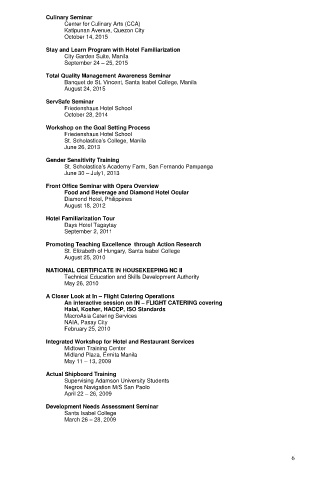 Culinary Seminar
Center for Culinary Arts (CCA)
Katipunan Avenue, Quezon City
October 14, 2015
Stay and Learn Program with Hotel Familiarization
City Garden Suite, Manila
September 24 – 25, 2015
Total Quality Management Awareness Seminar
Banquet de St. Vincent, Santa Isabel College, Manila
August 24, 2015
ServSafe Seminar
Friedenshaus Hotel School
October 28, 2014
Workshop on the Goal Setting Process
Friedenshaus Hotel School
St. Scholastica's College, Manila
June 26, 2013
Gender Sensitivity Training
St. Scholastica's Academy Farm, San Fernando Pampanga
June 30 – July1, 2013
Front Office Seminar with Opera Overview
Food and Beverage and Diamond Hotel Ocular
Diamond Hotel, Philippines
August 18, 2012
Hotel Familiarization Tour
Days Hotel Tagaytay
September 2, 2011
Promoting Teaching Excellence through Action Research
St. Elizabeth of Hungary, Santa Isabel College
August 25, 2010
NATIONAL CERTIFICATE IN HOUSEKEEPING NC II
Technical Education and Skills Development Authority
May 26, 2010
A Closer Look at In – Flight Catering Operations
An interactive session on IN – FLIGHT CATERING covering
Halal, Kosher, HACCP, ISO Standards
MacroAsia Catering Services
NAIA, Pasay City
February 25, 2010
Integrated Workshop for Hotel and Restaurant Services
Midtown Training Center
Midland Plaza, Ermita Manila
May 11 – 13, 2009
Actual Shipboard Training
Supervising Adamson University Students
Negros Navigation M/S San Paolo
April 22 – 26, 2009
Development Needs Assessment Seminar
Santa Isabel College
March 26 – 28, 2009
6